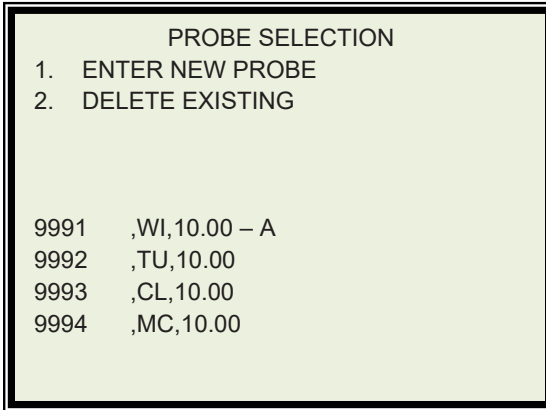 PROBE SELECTION
1. ENTER NEW PROBE
2. DELETE EXISTING
9991 ,WI,10.00 – A
9992 ,TU,10.00
9993 ,CL,10.00
9994 ,MC,10.00